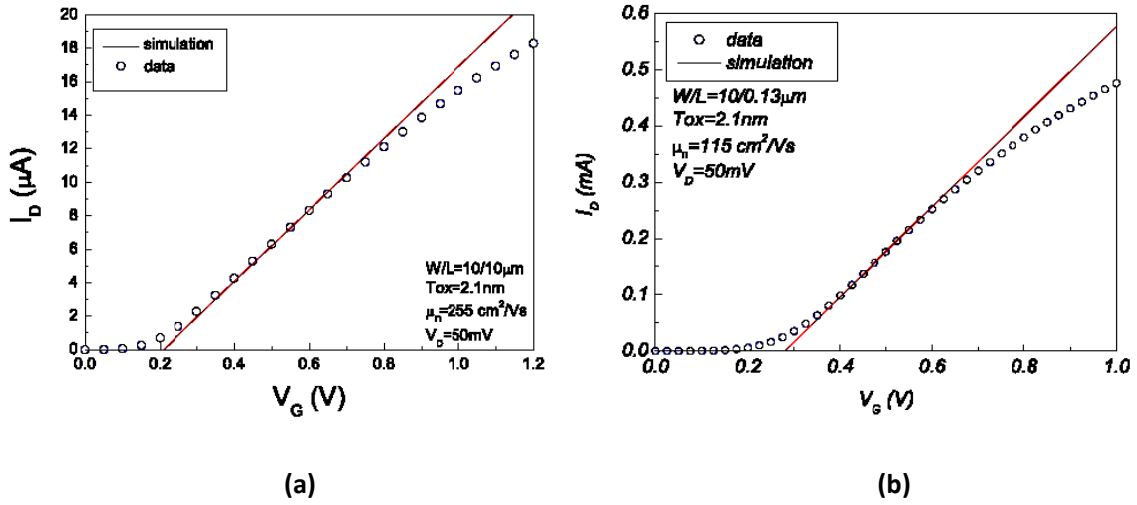 20
18
16
14
12
10
8
6
4
2
0
I_D (μA)
simulation
data
W/L=10/10μm
Tox=2.1nm
μ_n=255 cm²/Vs
V_D=50mV
0.0 0.2 0.4 0.6 0.8 1.0 1.2
V_G (V)
(a)
0.6
0.5
0.4
0.3
0.2
0.1
0.0
I_D (mA)
data
simulation
W/L=10/0.13μm
Tox=2.1nm
μ_n=115 cm²/Vs
V_D=50mV
0.0 0.2 0.4 0.6 0.8 1.0
V_G (V)
(b)